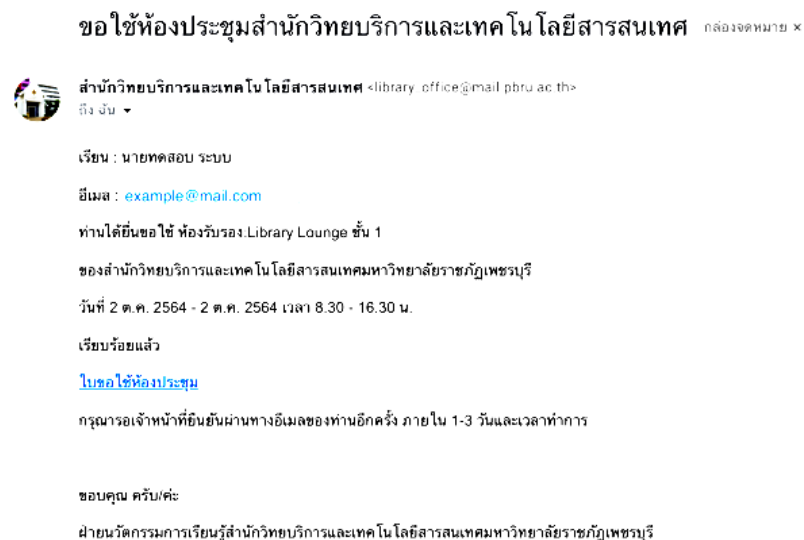 ขอใช้ห้องประชุมสำนักวิทยบริการและเทคโนโลยีสารสนเทศ กล่องจดหมาย ×
สำนักวิทยบริการและเทคโนโลยีสารสนเทศ <library_office@mail.pbru.ac.th>
ถึง ฉัน
เรียน : นายทดสอบ ระบบ
อีเมล : example@mail.com
ท่านได้ยื่นขอใช้ ห้องรับรอง.Library Lounge ชั้น 1
ของสำนักวิทยบริการและเทคโนโลยีสารสนเทศมหาวิทยาลัยราชภัฏเพชรบุรี
วันที่ 2 ต.ค. 2564 - 2 ต.ค. 2564 เวลา 8.30 - 16.30 น.
เรียบร้อยแล้ว
ใบขอใช้ห้องประชุม
กรุณารอเจ้าหน้าที่ยืนยันผ่านทางอีเมลของท่านอีกครั้ง ภายใน 1-3 วันและเวลาทำการ
ขอบคุณ ครับ/ค่ะ
ฝ่ายนวัตกรรมการเรียนรู้สำนักวิทยบริการและเทคโนโลยีสารสนเทศมหาวิทยาลัยราชภัฏเพชรบุรี